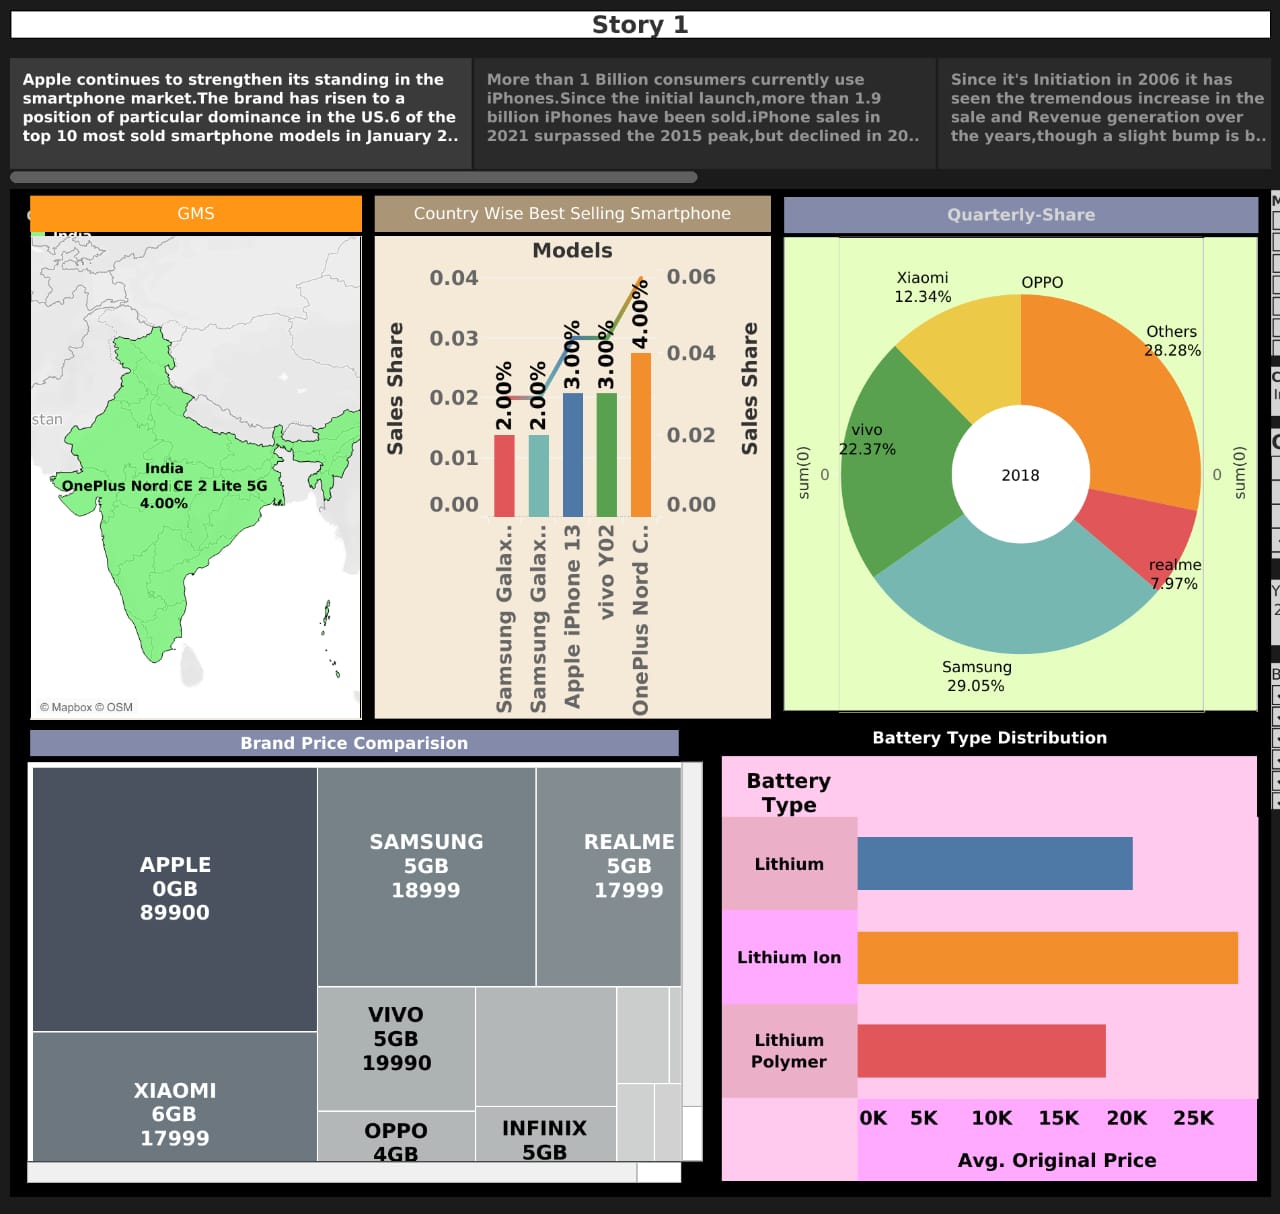 Story 1
Apple continues to strengthen its standing in the
smartphone market.The brand has risen to a
position of particular dominance in the US.6 of the
top 10 most sold smartphone models in January 2..
More than 1 Billion consumers currently use
iPhones.Since the initial launch,more than 1.9
billion iPhones have been sold.iPhone sales in
2021 surpassed the 2015 peak,but declined in 20..
Since it's Initiation in 2006 it has
seen the tremendous increase in the
sale and Revenue generation over
the years,though a slight bump is b..
GMS
India
stan
India
OnePlus Nord CE 2 Lite 5G
4.00%
© Mapbox © OSM
Country Wise Best Selling Smartphone
Models
Sales Share
0.04
0.03
0.02
0.01
0.00
2.00%
2.00%
3.00%
3.00%
4.00%
0.06
0.04
0.02
0.00
Sales Share
Samsung Galax..
Samsung Galax..
Apple iPhone 13
vivo Y02
OnePlus Nord C..
Quarterly-Share
Xiaomi
12.34%
OPPO
Others
28.28%
vivo
22.37%
sum(0)
0
2018
0
sum(0)
realme
7.97%
Samsung
29.05%
Brand Price Comparision
APPLE
0GB
89900
SAMSUNG
5GB
18999
REALME
5GB
17999
XIAOMI
6GB
17999
VIVO
5GB
19990
OPPO
4GB
INFINIX
5GB
Battery Type Distribution
Battery
Type
Lithium
Lithium Ion
Lithium
Polymer
0K 5K 10K 15K 20K 25K
Avg. Original Price